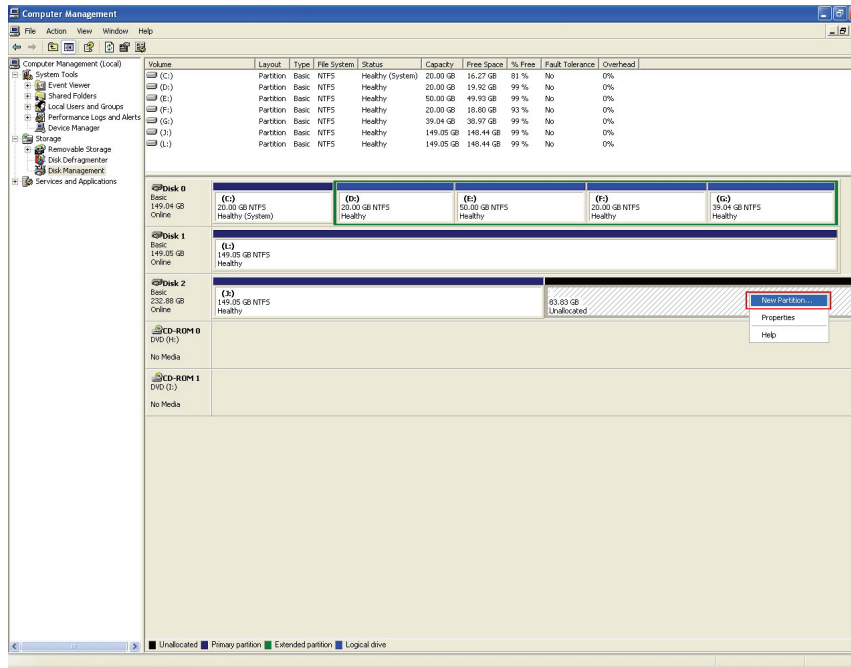 Computer Management
File Action View Window Help
Computer Management (Local)
System Tools
Event Viewer
Shared Folders
Local Users and Groups
Performance Logs and Alerts
Device Manager
Storage
Removable Storage
Disk Defragmenter
Disk Management
Services and Applications
Volume Layout Type File System Status Capacity Free Space % Free Fault Tolerance Overhead
(C:) Partition Basic NTFS Healthy (System) 20.00 GB 16.27 GB 81 % No 0%
(D:) Partition Basic NTFS Healthy 20.00 GB 19.92 GB 99 % No 0%
(E:) Partition Basic NTFS Healthy 50.00 GB 49.93 GB 99 % No 0%
(F:) Partition Basic NTFS Healthy 20.00 GB 18.80 GB 93 % No 0%
(G:) Partition Basic NTFS Healthy 39.04 GB 38.97 GB 99 % No 0%
(J:) Partition Basic NTFS Healthy 149.05 GB 148.44 GB 99 % No 0%
(L:) Partition Basic NTFS Healthy 149.05 GB 148.44 GB 99 % No 0%
Disk 0
Basic
149.04 GB
Online
(C:)
20.00 GB NTFS
Healthy (System)
(D:)
20.00 GB NTFS
Healthy
(E:)
50.00 GB NTFS
Healthy
(F:)
20.00 GB NTFS
Healthy
(G:)
39.04 GB NTFS
Healthy
Disk 1
Basic
149.05 GB
Online
(L:)
149.05 GB NTFS
Healthy
Disk 2
Basic
232.88 GB
Online
(J:)
149.05 GB NTFS
Healthy
83.83 GB
Unallocated
New Partition...
Properties
Help
CD-ROM 0
DVD (H:)
No Media
CD-ROM 1
DVD (I:)
No Media
Unallocated Primary partition Extended partition Logical drive